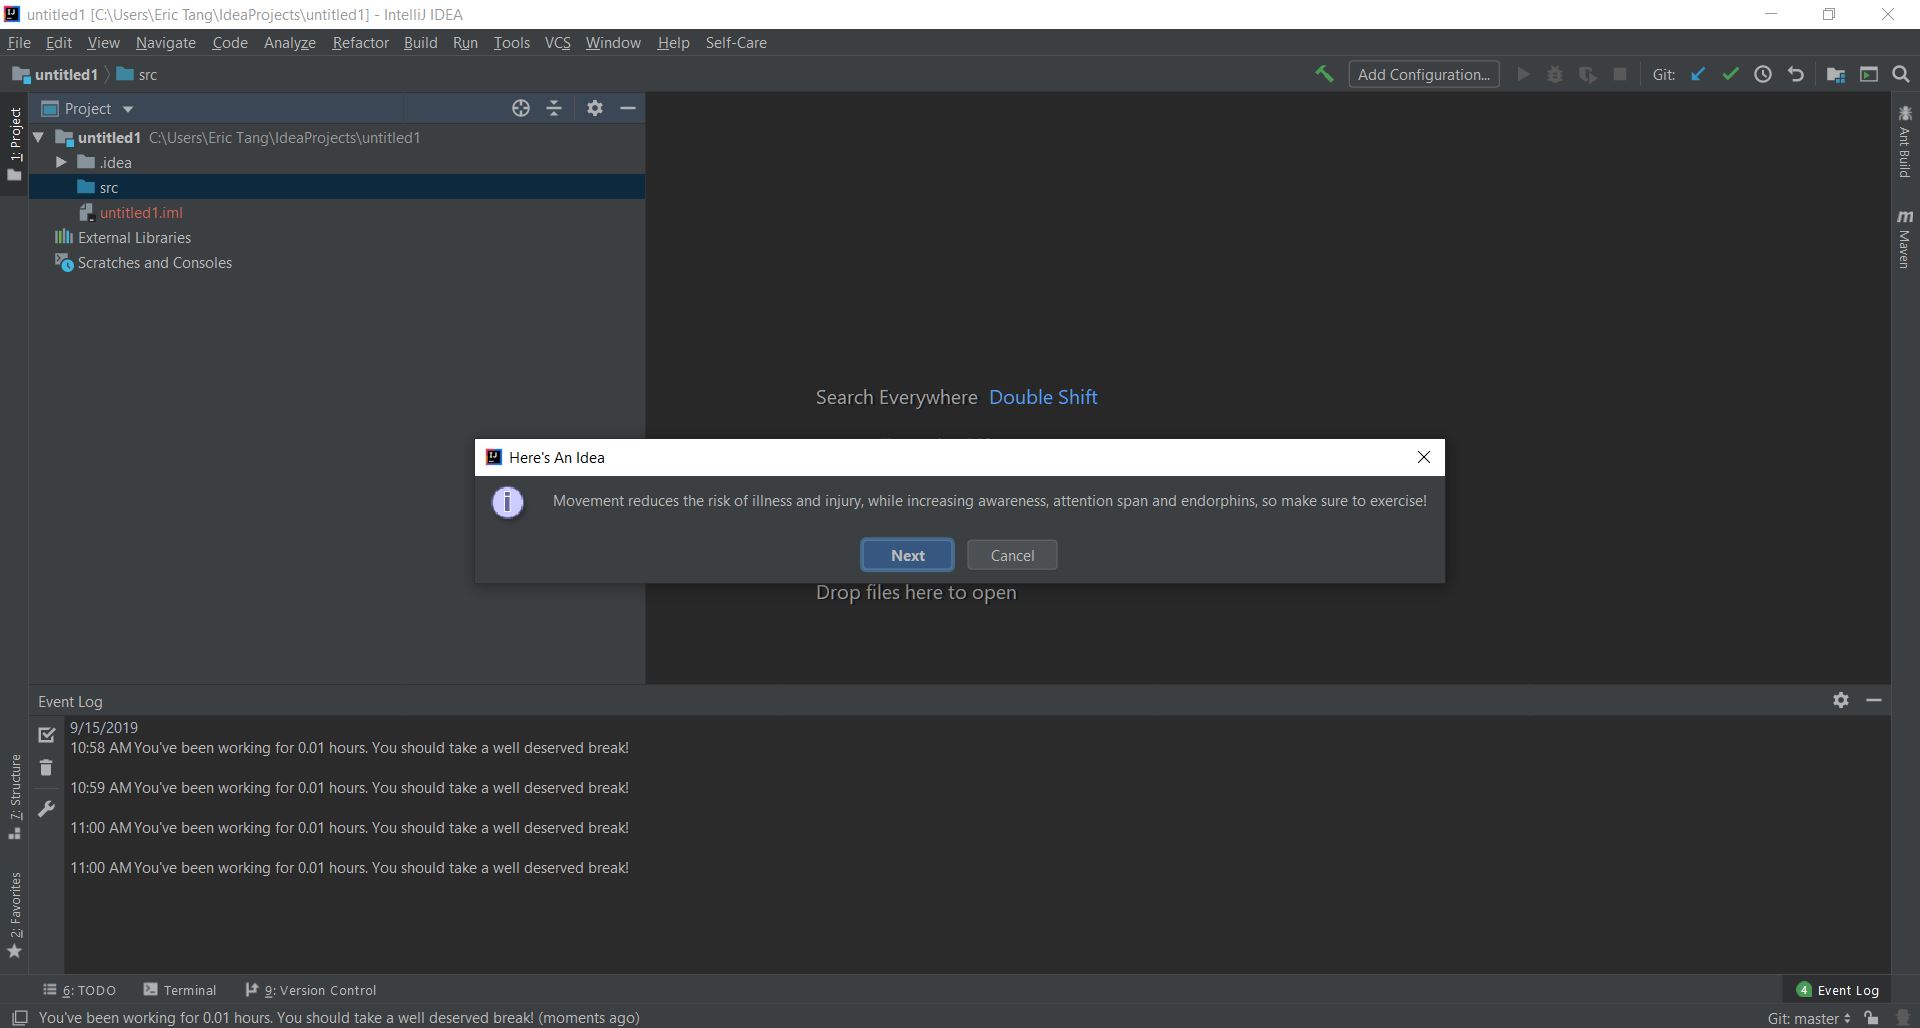 untitled1 [C:\Users\Eric Tang\IdeaProjects\untitled1] - IntelliJ IDEA
File Edit View Navigate Code Analyze Refactor Build Run Tools VCS Window Help Self-Care
untitled1 src Add Configuration... Git:
1: Project
Project
untitled1 C:\Users\Eric Tang\IdeaProjects\untitled1
.idea
src
untitled1.iml
External Libraries
Scratches and Consoles
Ant Build
m Maven
Search Everywhere Double Shift
Here's An Idea
Movement reduces the risk of illness and injury, while increasing awareness, attention span and endorphins, so make sure to exercise!
Next Cancel
Drop files here to open
Event Log
9/15/2019
10:58 AM You've been working for 0.01 hours. You should take a well deserved break!
10:59 AM You've been working for 0.01 hours. You should take a well deserved break!
11:00 AM You've been working for 0.01 hours. You should take a well deserved break!
11:00 AM You've been working for 0.01 hours. You should take a well deserved break!
7: Structure
2: Favorites
6: TODO Terminal 9: Version Control 4 Event Log
You've been working for 0.01 hours. You should take a well deserved break! (moments ago) Git: master